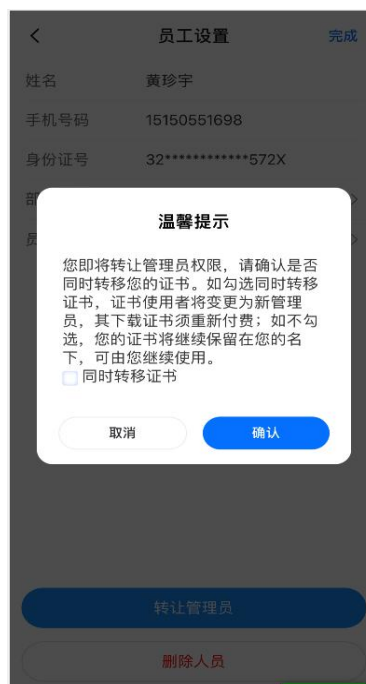 员工设置
完成
姓名 黄珍宇
手机号码 15150551698
身份证号 32************572X
部
员
温馨提示
您即将转让管理员权限，请确认是否
同时转移您的证书。如勾选同时转移
证书，证书使用者将变更为新管理
员，其下载证书须重新付费；如不勾
选，您的证书将继续保留在您的名
下，可由您继续使用。
同时转移证书
取消 确认
转让管理员
删除人员